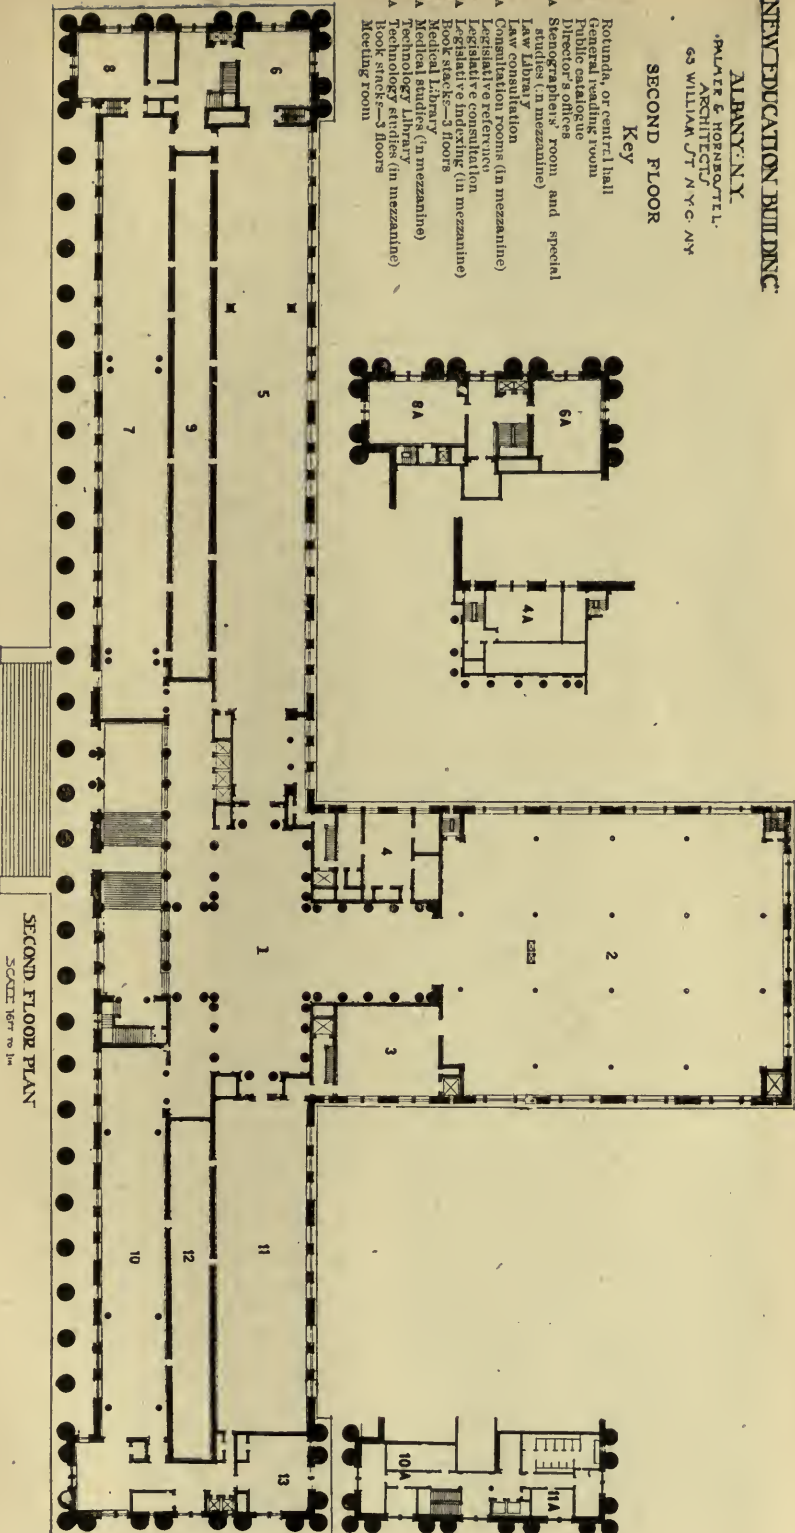 NEW EDUCATION BUILDING
ALBANY. N.Y.
PALMER & HORNBOSTEL.
ARCHITECTS
63 WILLIAM ST N.Y.C. NY
SECOND FLOOR
Key
Rotunda, or central hall
General reading room
Public catalogue
Director's offices
A Stenographers' room and special
studies (in mezzanine)
Law Library
Law consultation
A Consultation rooms (in mezzanine)
Legislative reference
Legislative consultation
A Legislative indexing (in mezzanine)
Book stacks—3 floors
Medical Library
A Medical studies (in mezzanine)
Technology Library
A Technology studies (in mezzanine)
Book stacks—3 floors
Meeting room
8
6
7
9
5
8A
6A
4A
4
1
2
3
10
12
11
13
10A
11A
SECOND FLOOR PLAN
SCALE 16FT TO 1IN